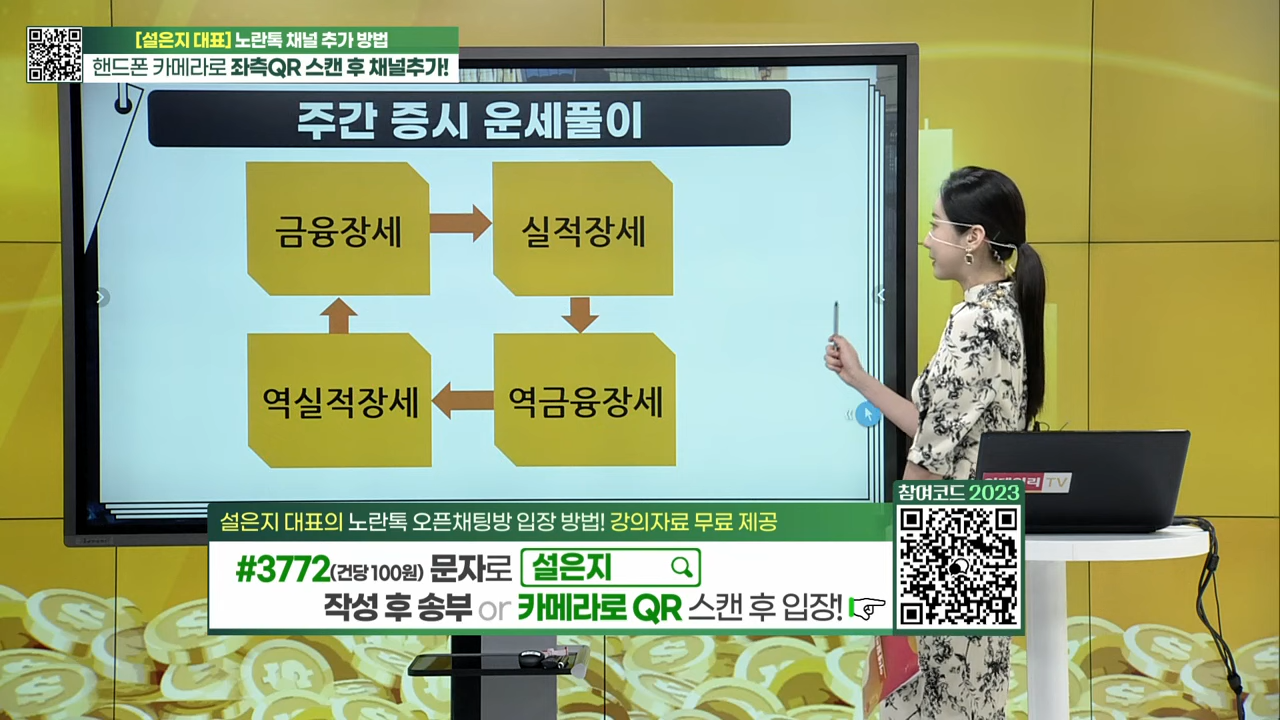 [설은지 대표] 노란톡 채널 추가 방법
핸드폰 카메라로 좌측QR 스캔 후 채널추가!
주간 증시 운세풀이
금융장세
실적장세
역실적장세
역금융장세
TV
참여코드 2023
설은지 대표의 노란톡 오픈채팅방 입장 방법! 강의자료 무료 제공
#3772(건당 100원) 문자로 설은지
작성 후 송부 or 카메라로 QR 스캔 후 입장!